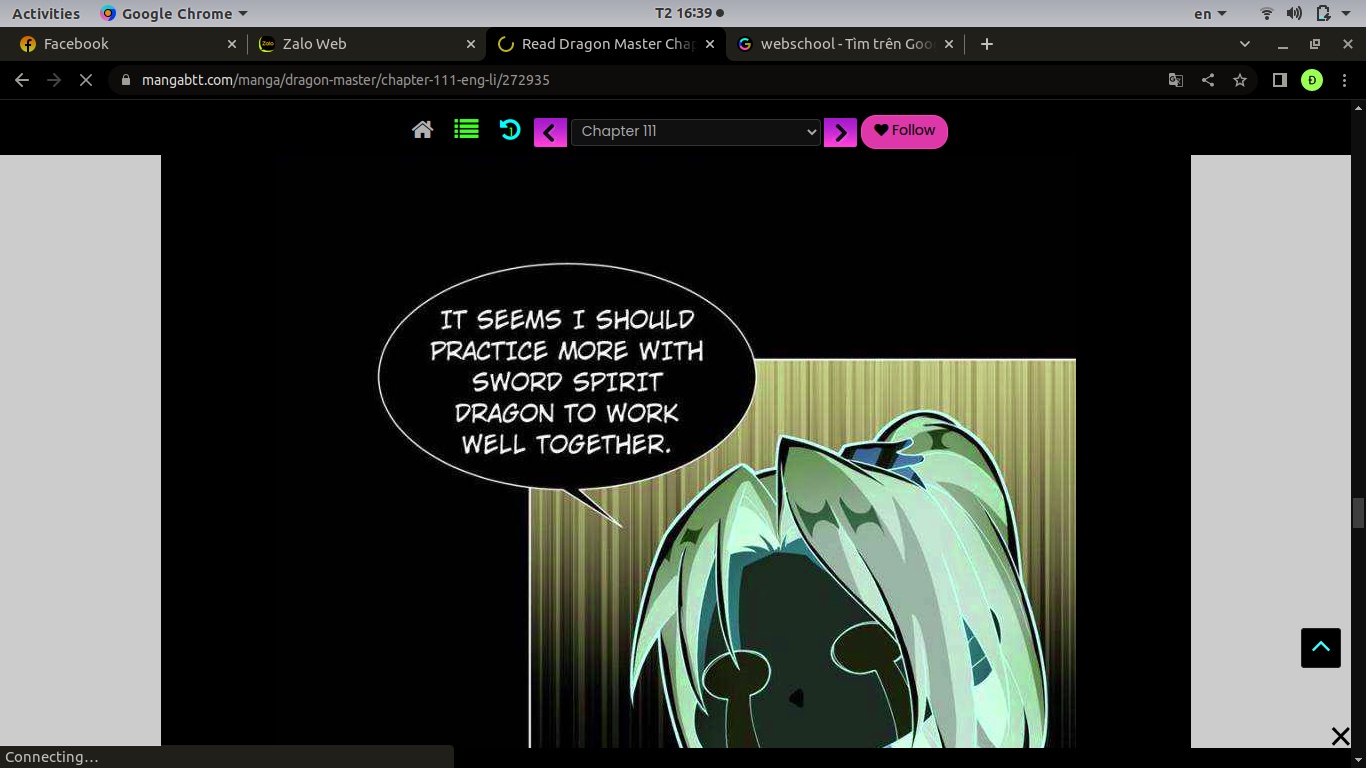 Activities
Google Chrome
T2 16:39
en
Facebook
Zalo
Zalo Web
Read Dragon Master Cha
webschool - Tìm trên Goo
mangabtt.com/manga/dragon-master/chapter-111-eng-li/272935
Đ
1
Chapter 111
Follow
IT SEEMS I SHOULD
PRACTICE MORE WITH
SWORD SPIRIT
DRAGON TO WORK
WELL TOGETHER.
Connecting...